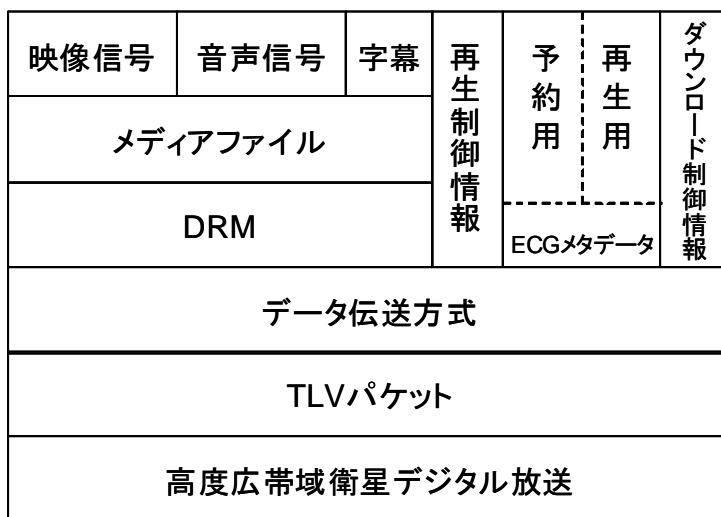 映像信号
音声信号
字幕
メディアファイル
DRM
再生制御情報
予約用
再生用
ECGメタデータ
ダウンロード制御情報
データ伝送方式
TLVパケット
高度広帯域衛星デジタル放送